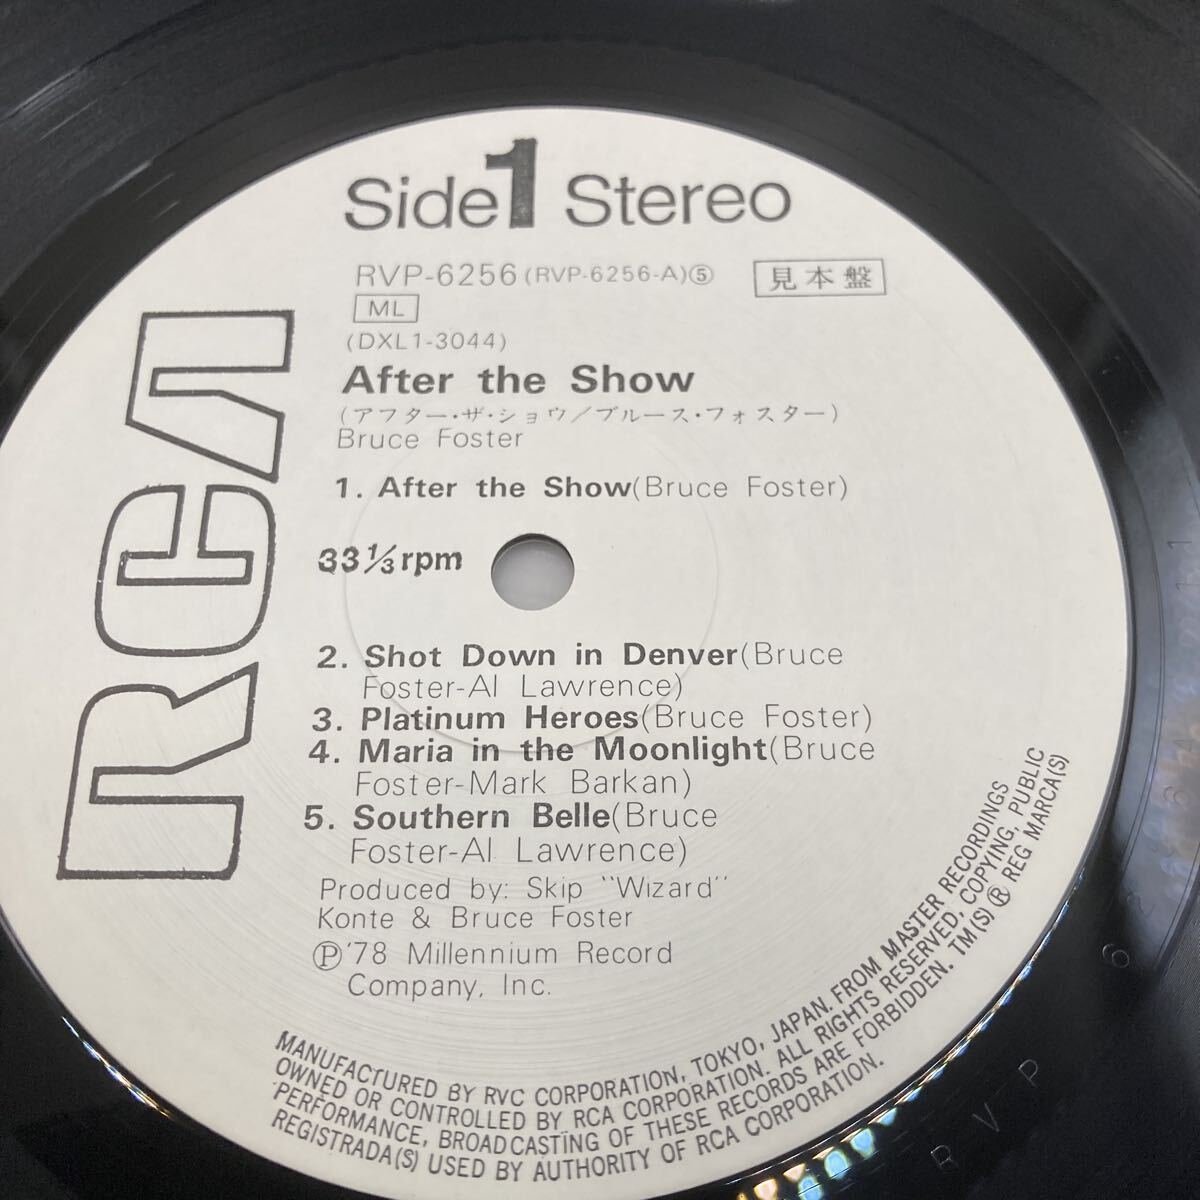 Side 1 Stereo
RVP-6256 (RVP-6256-A)⑤ 見本盤
ML
(DXL1-3044)
After the Show
(アフター・ザ・ショウ/ブルース・フォスター)
Bruce Foster
1. After the Show(Bruce Foster)
33 1/3 rpm
2. Shot Down in Denver(Bruce
Foster-Al Lawrence)
3. Platinum Heroes(Bruce Foster)
4. Maria in the Moonlight(Bruce
Foster-Mark Barkan)
5. Southern Belle(Bruce
Foster-Al Lawrence)
Produced by: Skip "Wizard"
Konte & Bruce Foster
Ⓟ'78 Millennium Record
Company, Inc.
MANUFACTURED BY RVC CORPORATION, TOKYO, JAPAN. FROM MASTER RECORDINGS
OWNED OR CONTROLLED BY RCA CORPORATION. ALL RIGHTS RESERVED, COPYING, PUBLIC
PERFORMANCE, BROADCASTING OF THESE RECORDS ARE FORBIDDEN. TM(S) ® REG MARCA(S)
REGISTRADA(S) USED BY AUTHORITY OF RCA CORPORATION.
RCA
RVP